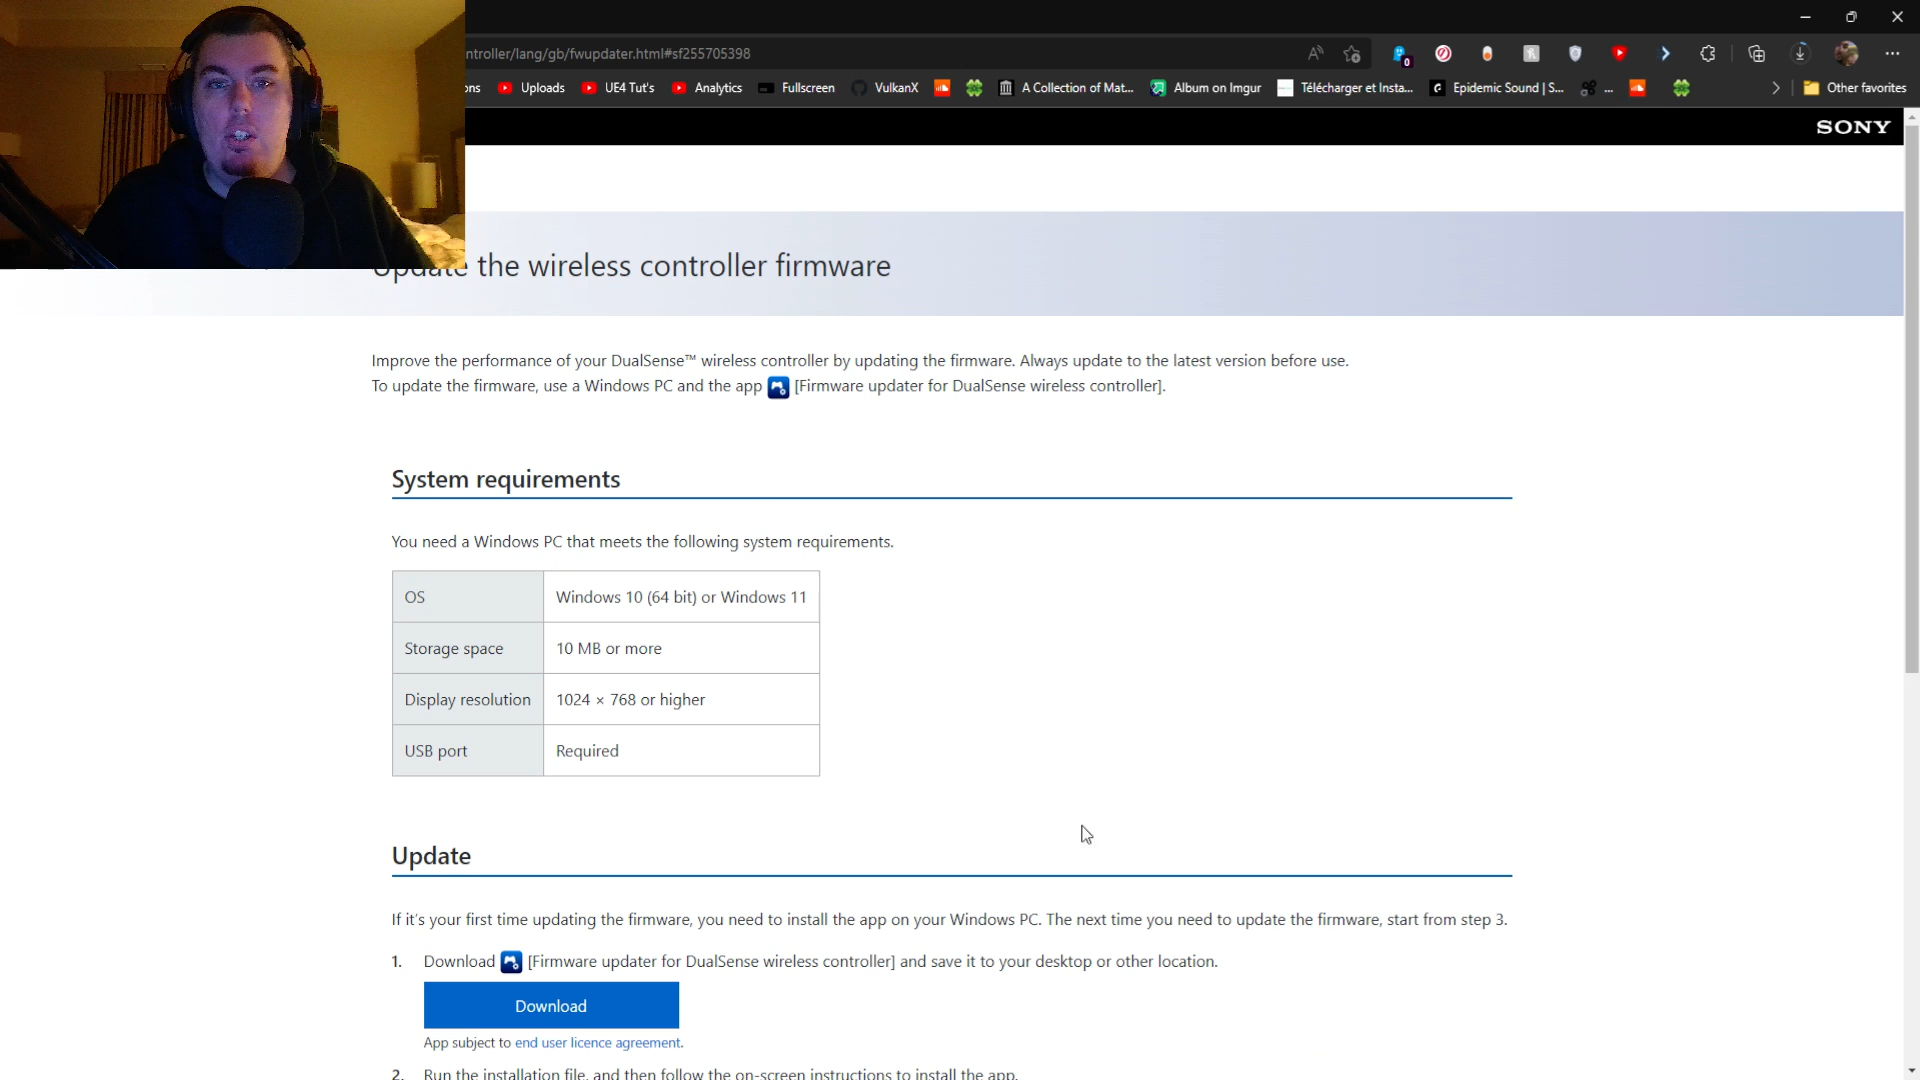 ntroller/lang/gb/fwupdater.html#sf255705398
A
0
ns
Uploads
UE4 Tut's
Analytics
Fullscreen
VulkanX
A Collection of Mat...
Album on Imgur
Télécharger et Insta...
Epidemic Sound | S...
...
Other favorites
SONY
Update the wireless controller firmware
Improve the performance of your DualSense™ wireless controller by updating the firmware. Always update to the latest version before use.
To update the firmware, use a Windows PC and the app [Firmware updater for DualSense wireless controller].
System requirements
You need a Windows PC that meets the following system requirements.
OS Windows 10 (64 bit) or Windows 11
Storage space 10 MB or more
Display resolution 1024 × 768 or higher
USB port Required
Update
If it's your first time updating the firmware, you need to install the app on your Windows PC. The next time you need to update the firmware, start from step 3.
1. Download [Firmware updater for DualSense wireless controller] and save it to your desktop or other location.
Download
App subject to end user licence agreement.
2. Run the installation file, and then follow the on-screen instructions to install the app.